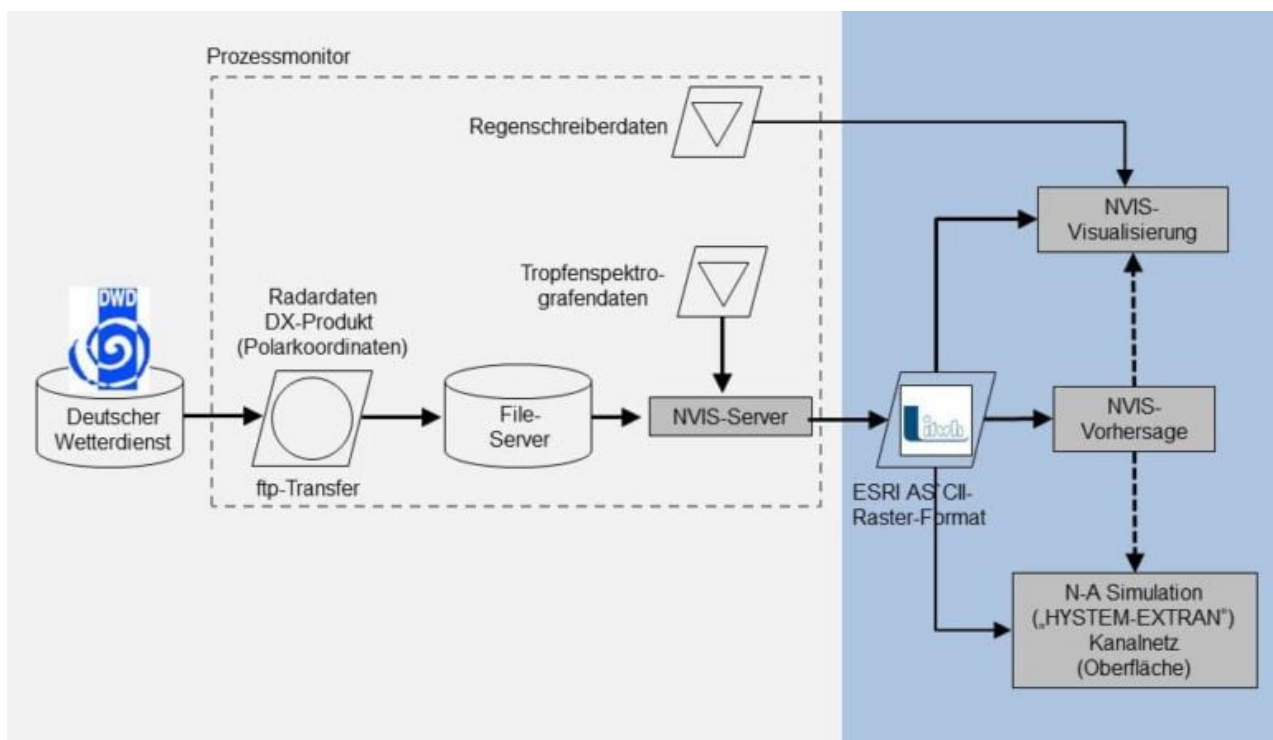 Prozessmonitor
Regenschreiberdaten
NVIS-
Visualisierung
Tropfenspektro-
grafendaten
DWD
Radardaten
DX-Produkt
(Polarkoordinaten)
Deutscher
Wetterdienst
File-
Server
NVIS-Server
itwh
NVIS-
Vorhersage
ftp-Transfer
ESRI ASCII-
Raster-Format
N-A Simulation
(„HYSTEM-EXTRAN“)
Kanalnetz
(Oberfläche)